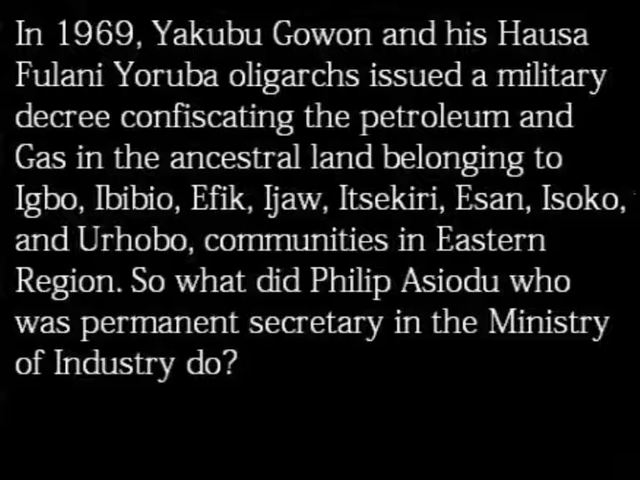 In 1969, Yakubu Gowon and his Hausa
Fulani Yoruba oligarchs issued a military
decree confiscating the petroleum and
Gas in the ancestral land belonging to
Igbo, Ibibio, Efik, Ijaw, Itsekiri, Esan, Isoko,
and Urhobo, communities in Eastern
Region. So what did Philip Asiodu who
was permanent secretary in the Ministry
of Industry do?